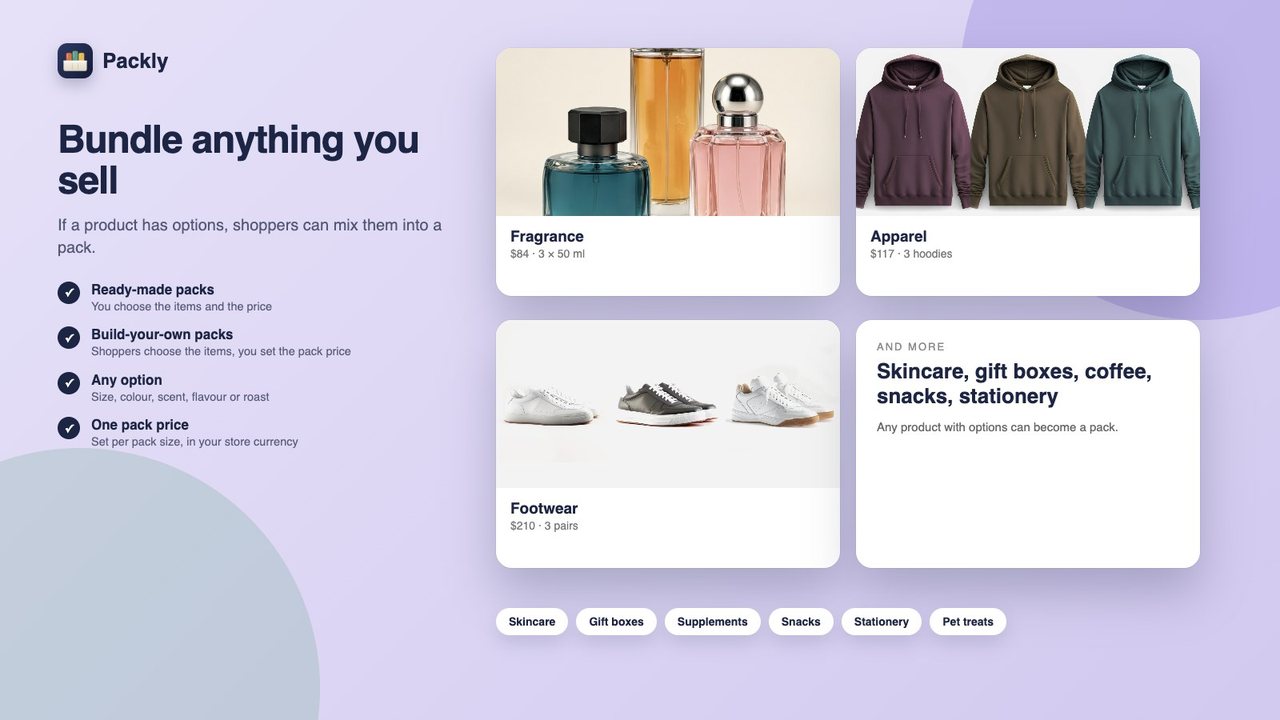 Packly
Bundle anything you
sell
If a product has options, shoppers can mix them into a
pack.
Ready-made packs
You choose the items and the price
Build-your-own packs
Shoppers choose the items, you set the pack price
Any option
Size, colour, scent, flavour or roast
One pack price
Set per pack size, in your store currency
Fragrance
$84 · 3 × 50 ml
Apparel
$117 · 3 hoodies
Footwear
$210 · 3 pairs
AND MORE
Skincare, gift boxes, coffee,
snacks, stationery
Any product with options can become a pack.
Skincare
Gift boxes
Supplements
Snacks
Stationery
Pet treats